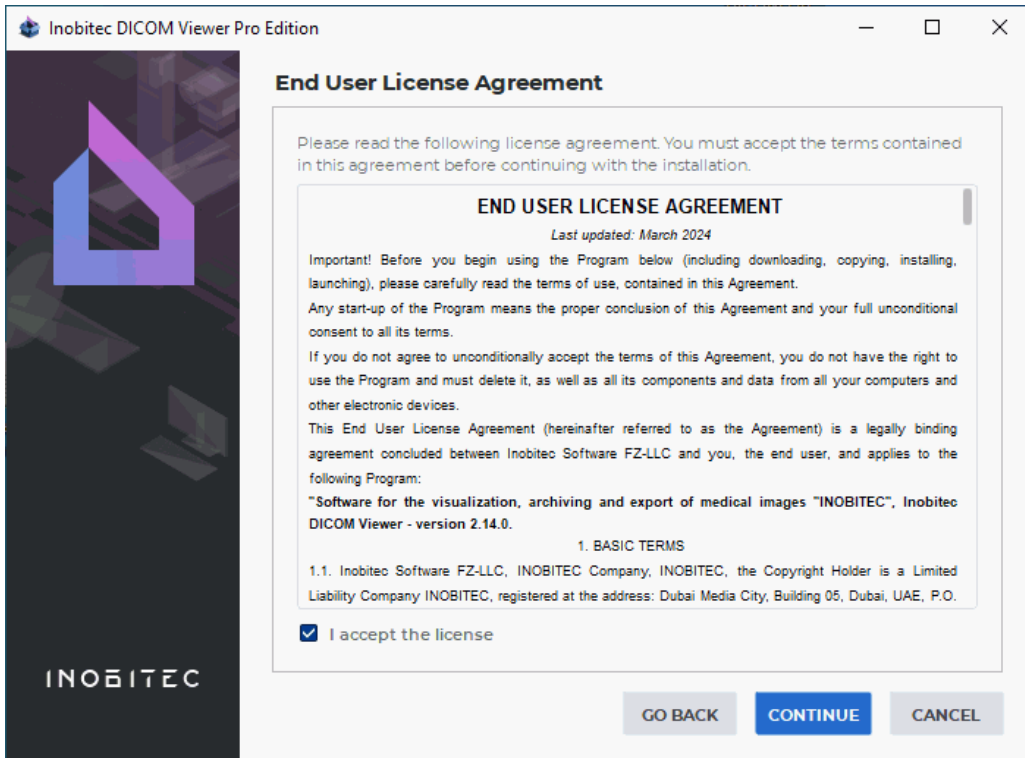 Inobitec DICOM Viewer Pro Edition
End User License Agreement
Please read the following license agreement. You must accept the terms contained
in this agreement before continuing with the installation.
END USER LICENSE AGREEMENT
Last updated: March 2024
Important! Before you begin using the Program below (including downloading, copying, installing,
launching), please carefully read the terms of use, contained in this Agreement.
Any start-up of the Program means the proper conclusion of this Agreement and your full unconditional
consent to all its terms.
If you do not agree to unconditionally accept the terms of this Agreement, you do not have the right to
use the Program and must delete it, as well as all its components and data from all your computers and
other electronic devices.
This End User License Agreement (hereinafter referred to as the Agreement) is a legally binding
agreement concluded between Inobitec Software FZ-LLC and you, the end user, and applies to the
following Program:
"Software for the visualization, archiving and export of medical images "INOBITEC", Inobitec
DICOM Viewer - version 2.14.0.
1. BASIC TERMS
1.1. Inobitec Software FZ-LLC, INOBITEC Company, INOBITEC, the Copyright Holder is a Limited
Liability Company INOBITEC, registered at the address: Dubai Media City, Building 05, Dubai, UAE, P.O.
I accept the license
INOBITEC
GO BACK
CONTINUE
CANCEL